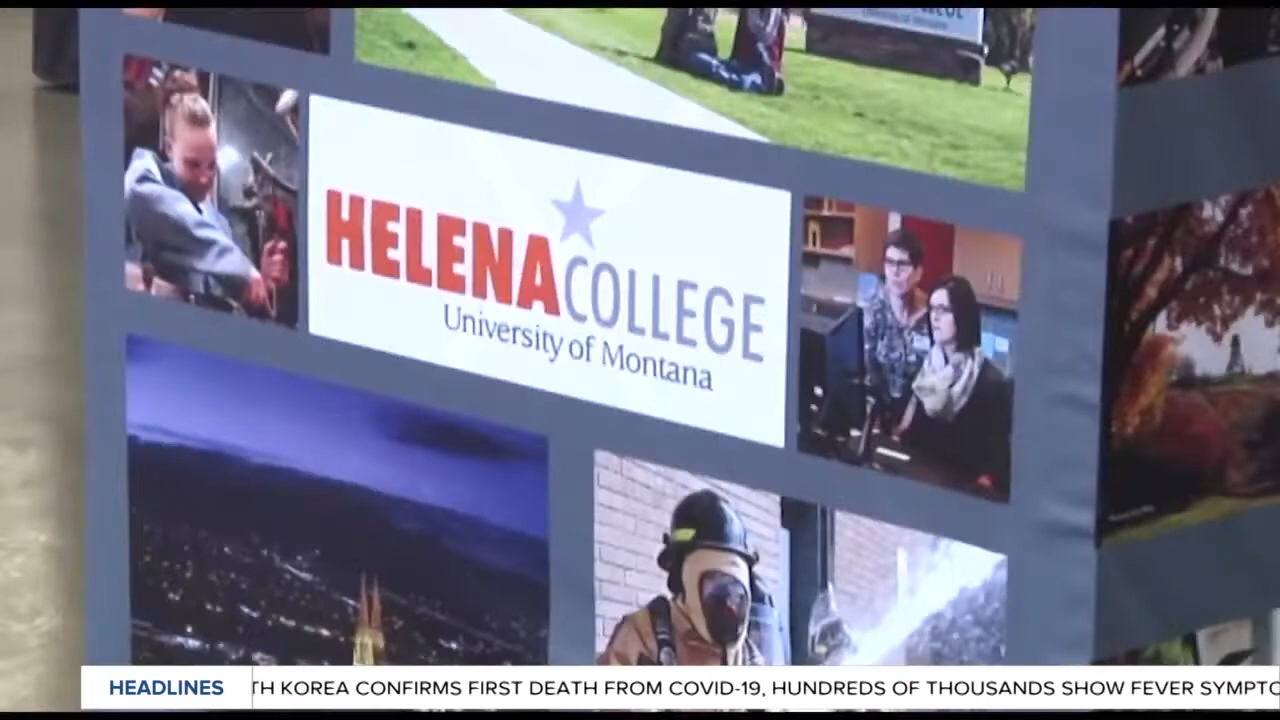 HELENA COLLEGE
University of Montana
HEADLINES
TH KOREA CONFIRMS FIRST DEATH FROM COVID-19, HUNDREDS OF THOUSANDS SHOW FEVER SYMPTO